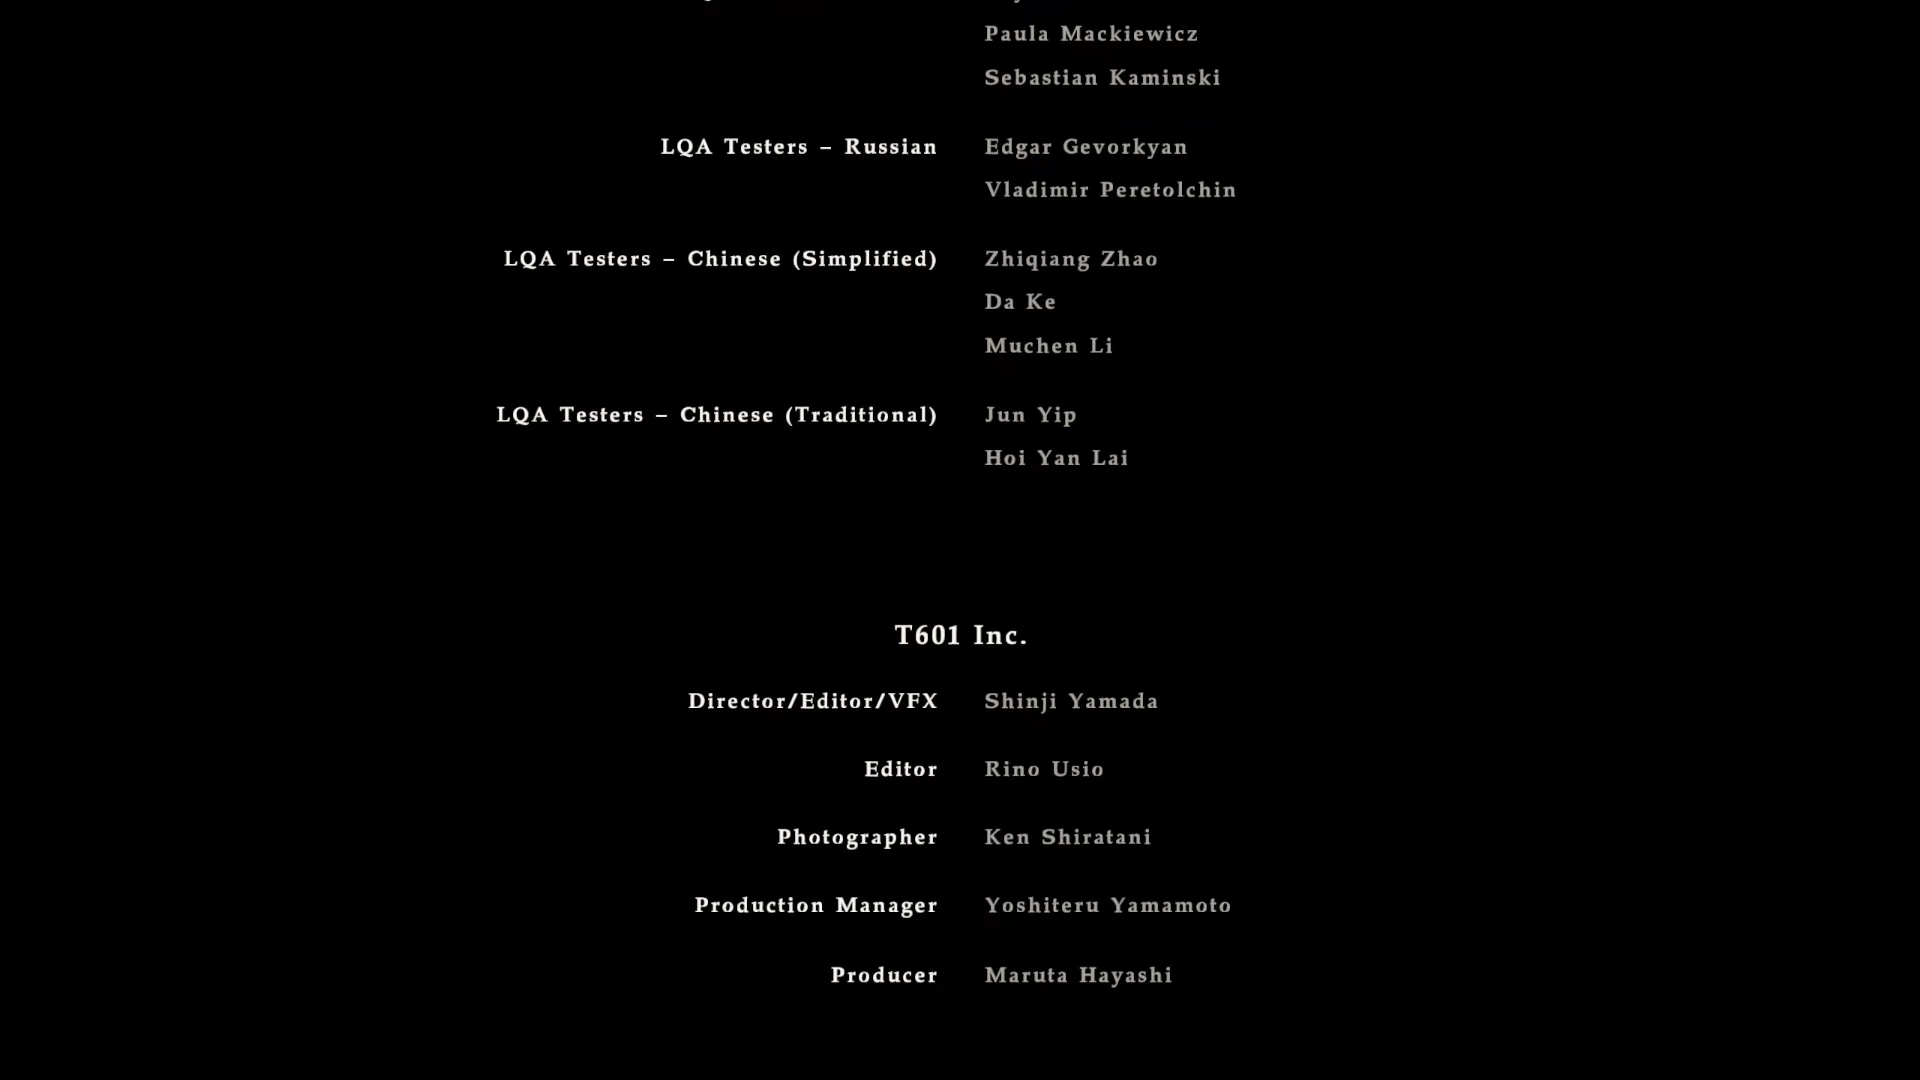 Paula Mackiewicz
Sebastian Kaminski
LQA Testers – Russian Edgar Gevorkyan
Vladimir Peretolchin
LQA Testers – Chinese (Simplified) Zhiqiang Zhao
Da Ke
Muchen Li
LQA Testers – Chinese (Traditional) Jun Yip
Hoi Yan Lai
T601 Inc.
Director/Editor/VFX Shinji Yamada
Editor Rino Usio
Photographer Ken Shiratani
Production Manager Yoshiteru Yamamoto
Producer Maruta Hayashi